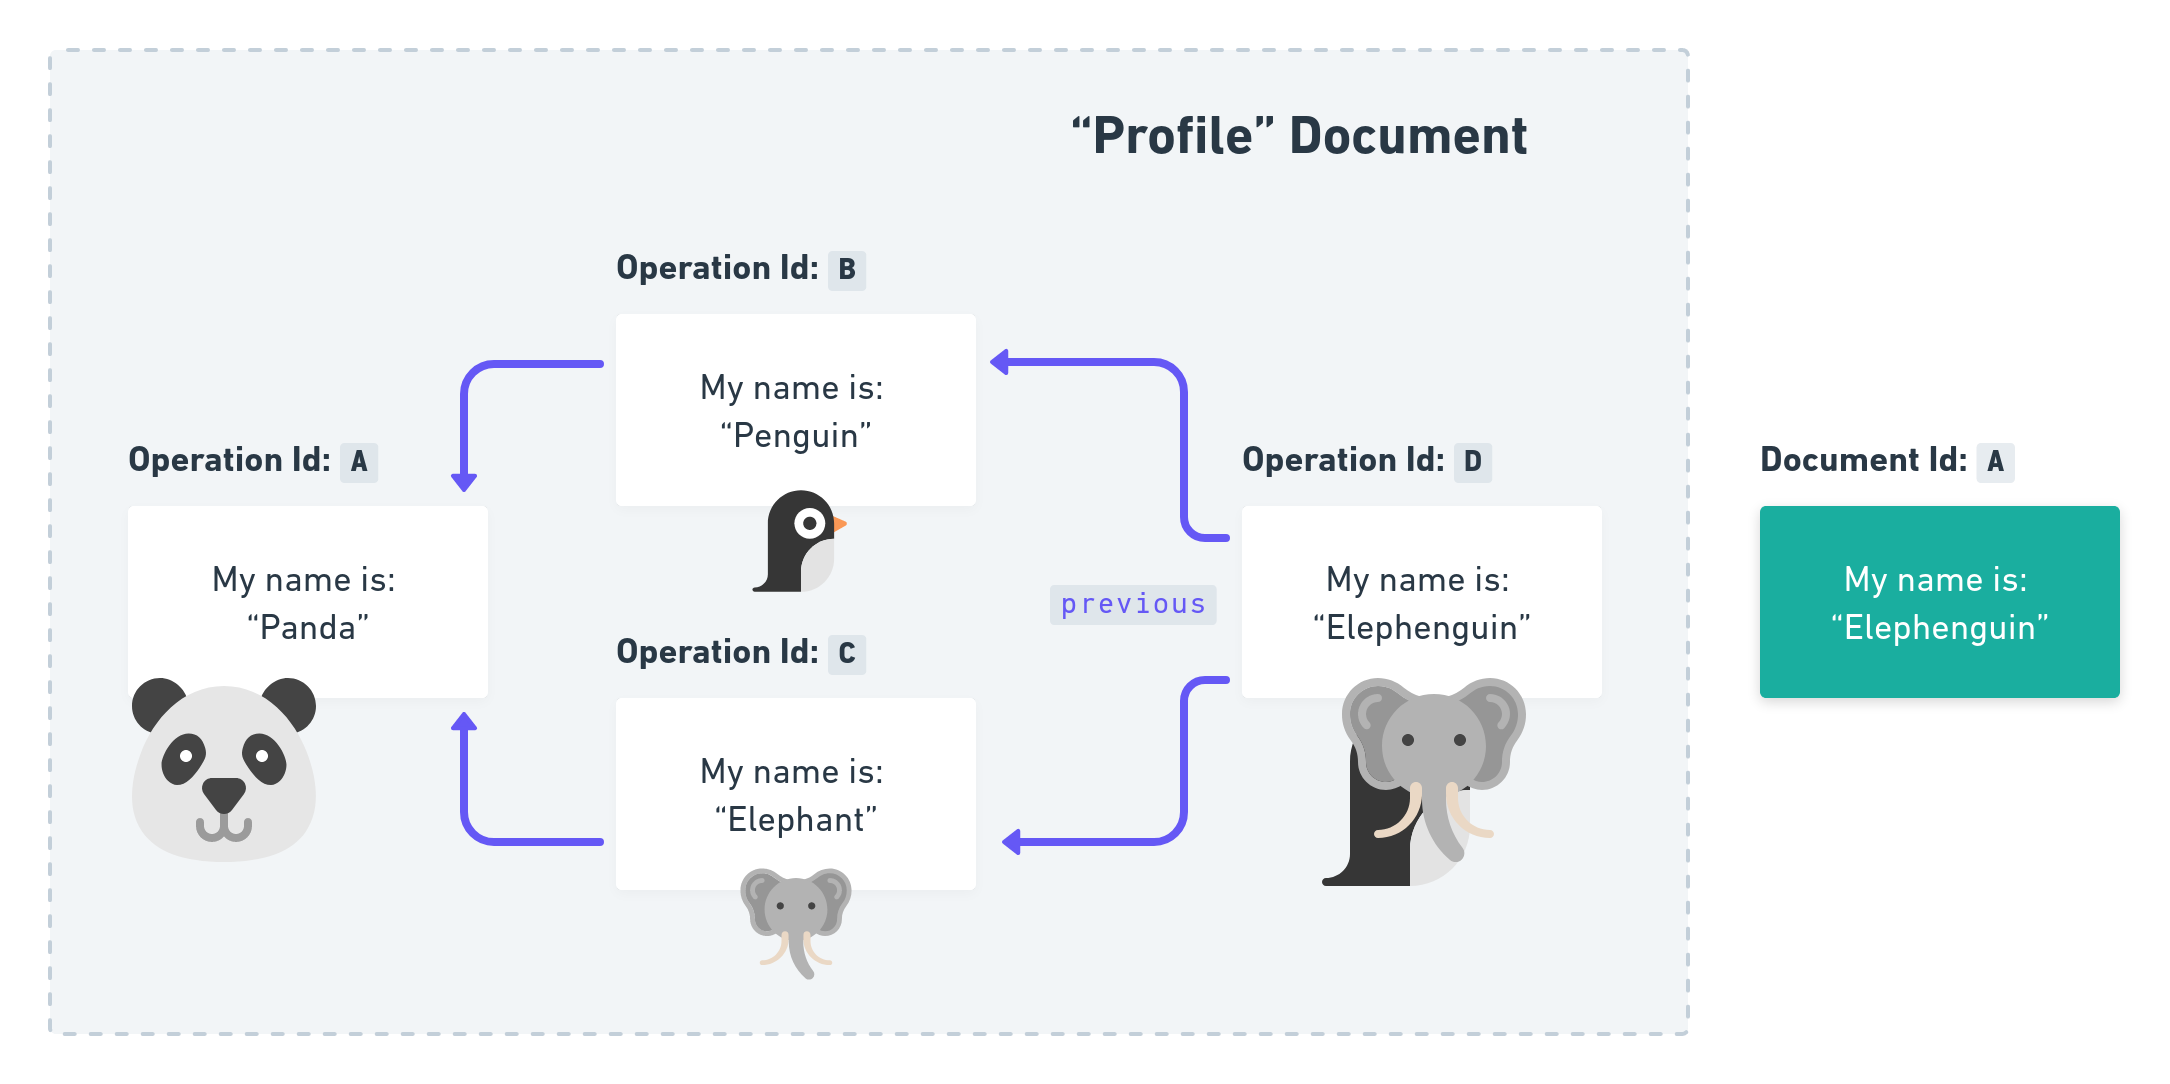 “Profile” Document
Operation Id: B
My name is:
“Penguin”
Operation Id: A
My name is:
“Panda”
Operation Id: C
My name is:
“Elephant”
previous
Operation Id: D
My name is:
“Elephenguin”
Document Id: A
My name is:
“Elephenguin”